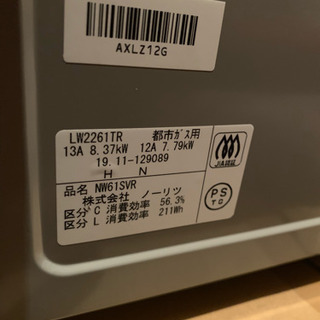 AXLZ12G
LW2261TR 都市ガス用
13A 8.37kW 12A 7.79kW
19.11-129089
H N
JIA認証
品名 NW61SVR
株式会社 ノーリツ
区分 C 消費効率 56.3%
区分 L 消費効率 211Wh
PS
TG